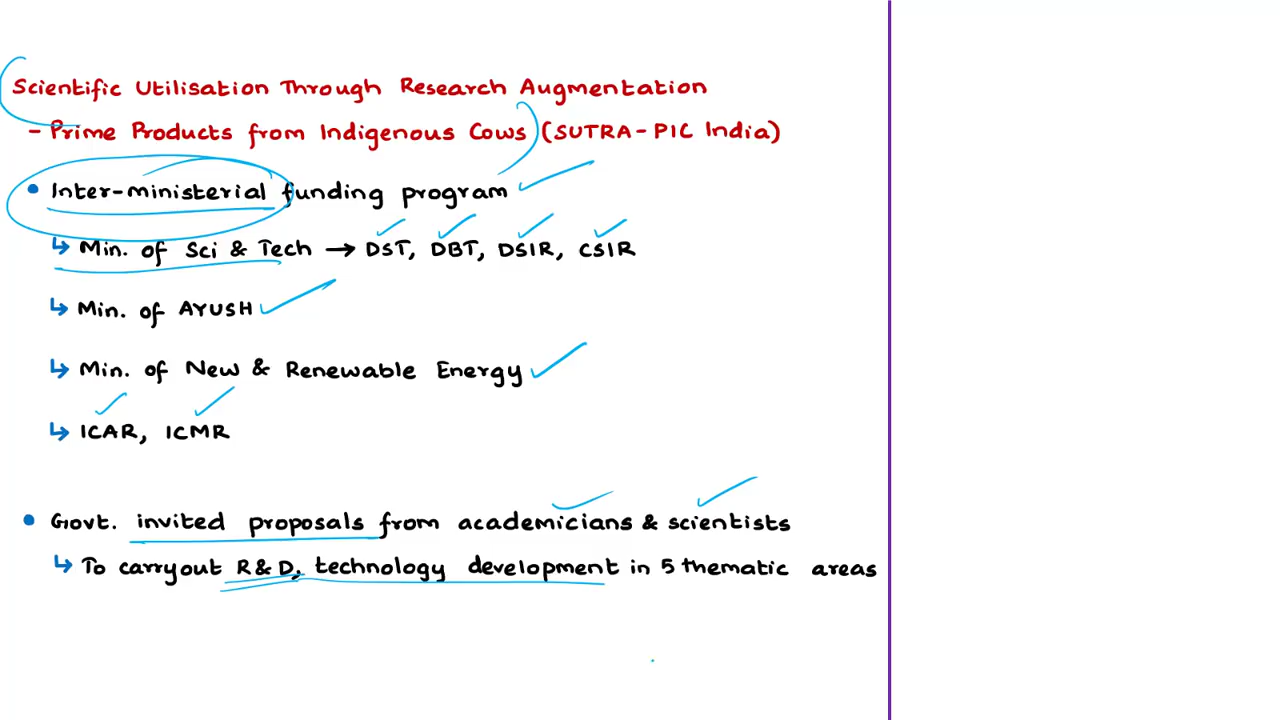 Scientific Utilisation Through Research Augmentation
- Prime Products from Indigenous Cows (SUTRA-PIC India)
• Inter-ministerial funding program
↳ Min. of Sci & Tech → DST, DBT, DSIR, CSIR
↳ Min. of AYUSH
↳ Min. of New & Renewable Energy
↳ ICAR, ICMR
• Govt. invited proposals from academicians & scientists
↳ To carryout R&D, technology development in 5 thematic areas